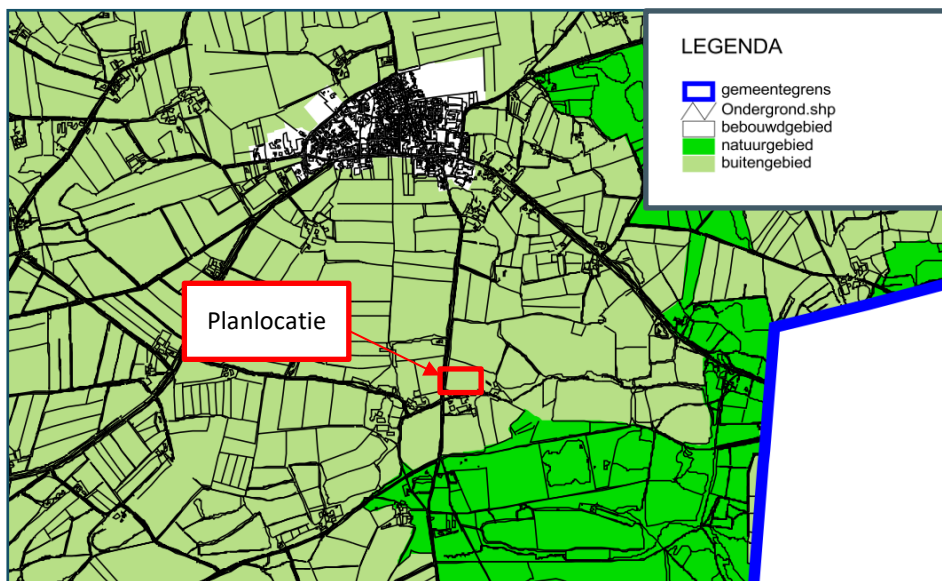 LEGENDA
gemeentegrens
Ondergrond.shp
bebouwdgebied
natuurgebied
buitengebied
Planlocatie